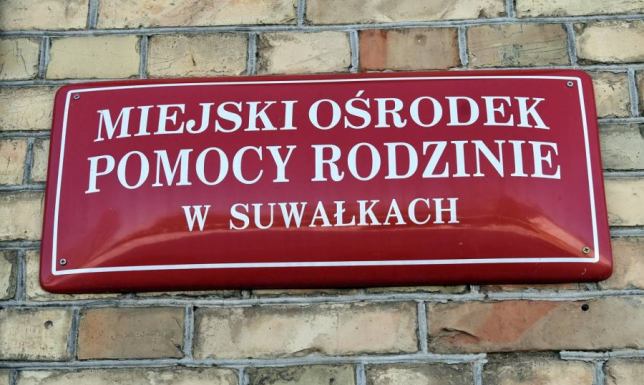 MIEJSKI OŚRODEK
POMOCY RODZINIE
W SUWAŁKACH